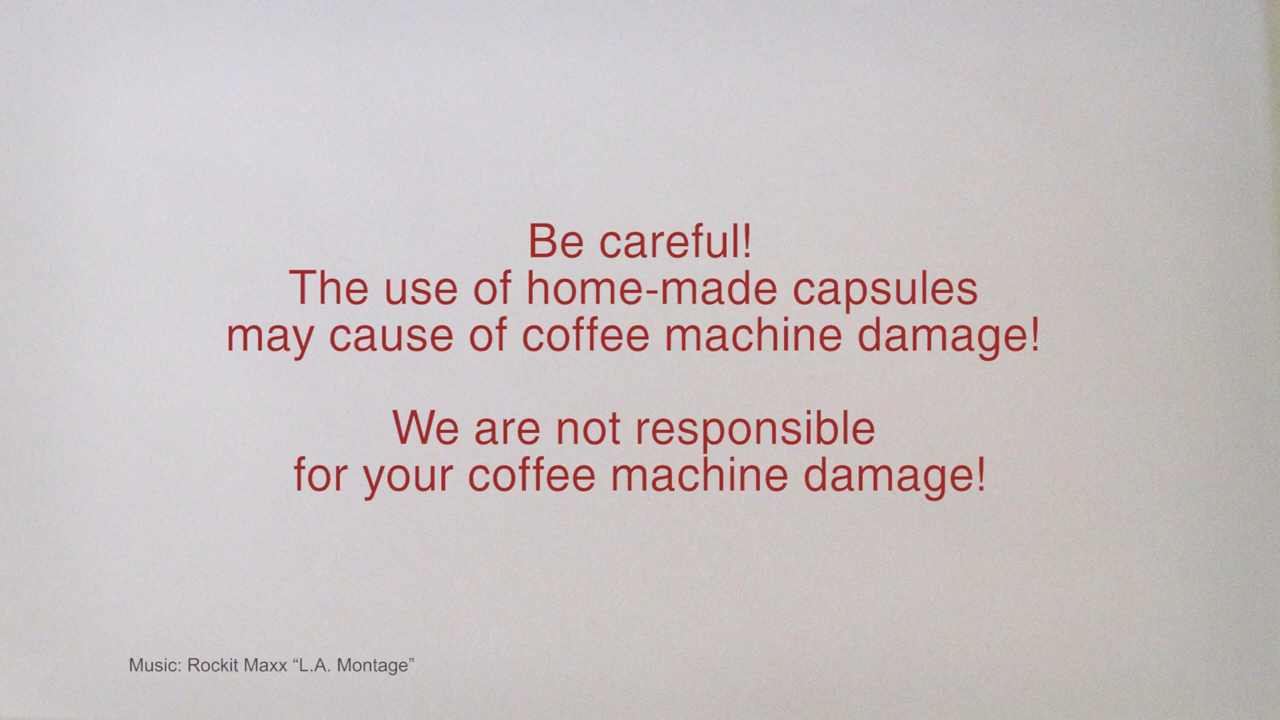 Be careful!
The use of home-made capsules
may cause of coffee machine damage!
We are not responsible
for your coffee machine damage!
Music: Rockit Maxx “L.A. Montage”